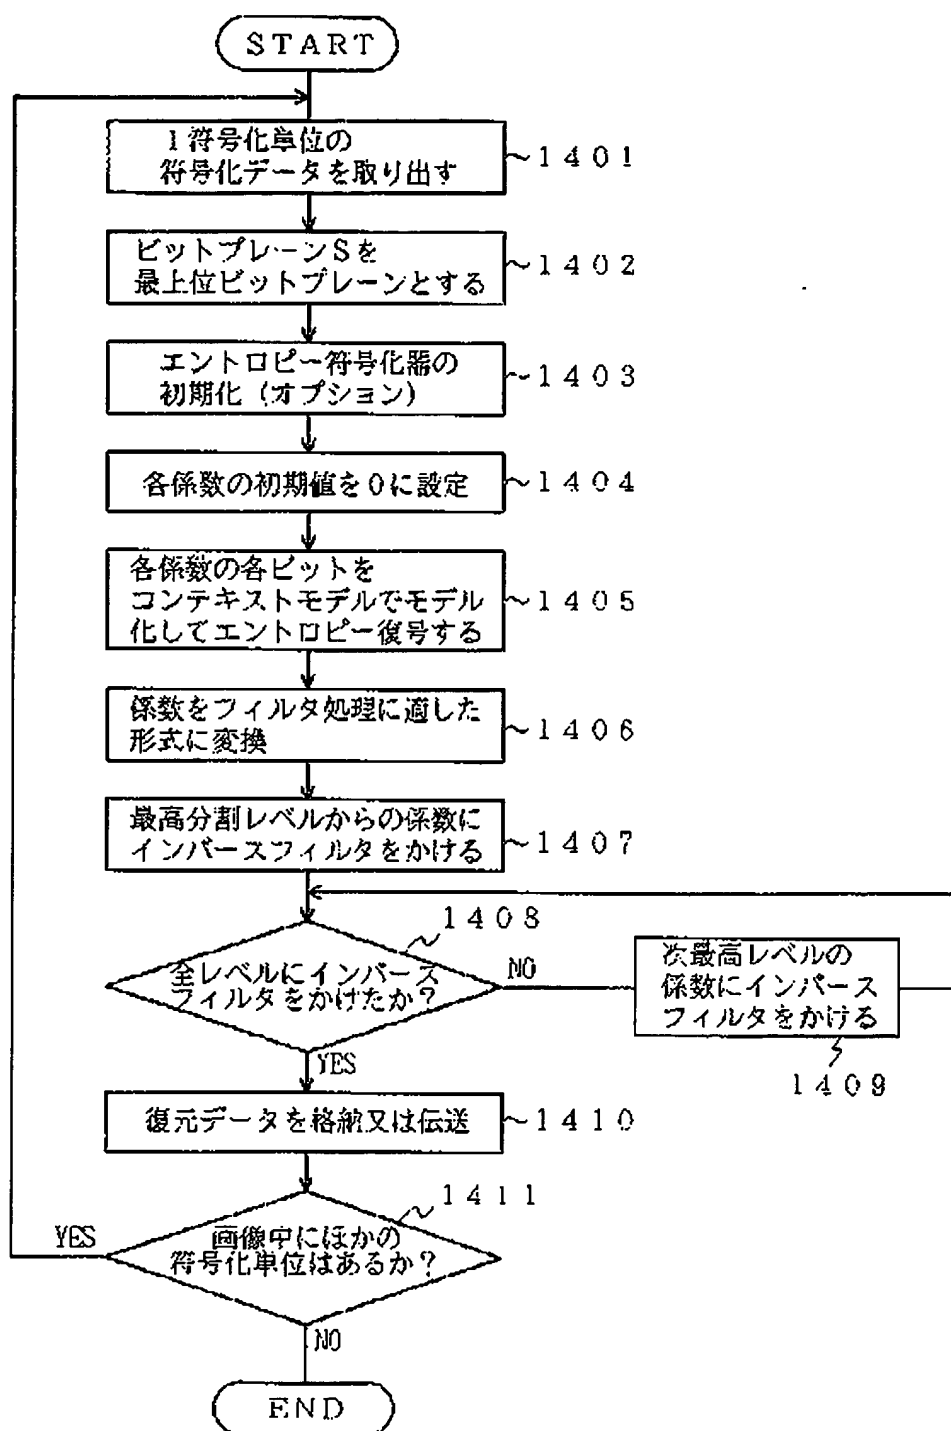 START
1符号化単位の
符号化データを取り出す
1401
ビットプレーンSを
最上位ビットプレーンとする
1402
エントロピー符号化器の
初期化(オプション)
1403
各係数の初期値を0に設定
1404
各係数の各ビットを
コンテキストモデルでモデル
化してエントロピー復号する
1405
係数をフィルタ処理に適した
形式に変換
1406
最高分割レベルからの係数に
インバースフィルタをかける
1407
1408
全レベルにインバース
フィルタをかけたか?
NO
次最高レベルの
係数にインバース
フィルタをかける
1409
YES
復元データを格納又は伝送
1410
1411
画像中にほかの
符号化単位はあるか?
YES
NO
END